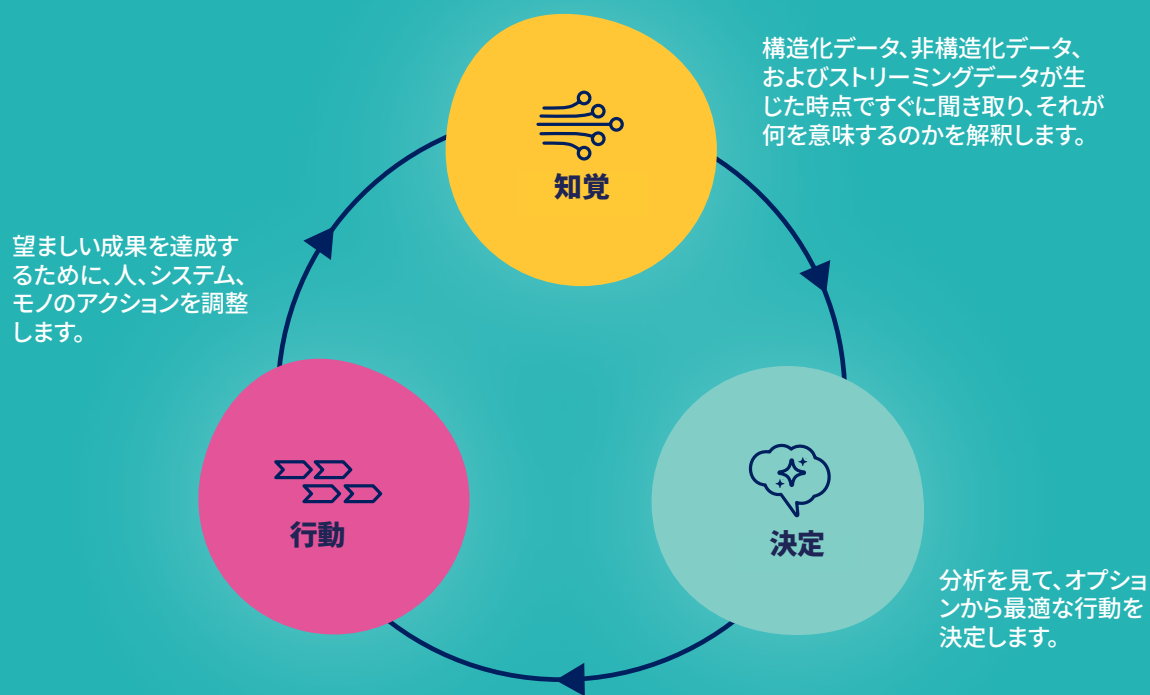 構造化データ、非構造化データ、
およびストリーミングデータが生
じた時点ですぐに聞き取り、それが
何を意味するのかを解釈します。
知覚
望ましい成果を達成す
るために、人、システム、
モノのアクションを調整
します。
行動
決定
分析を見て、オプショ
ンから最適な行動を
決定します。